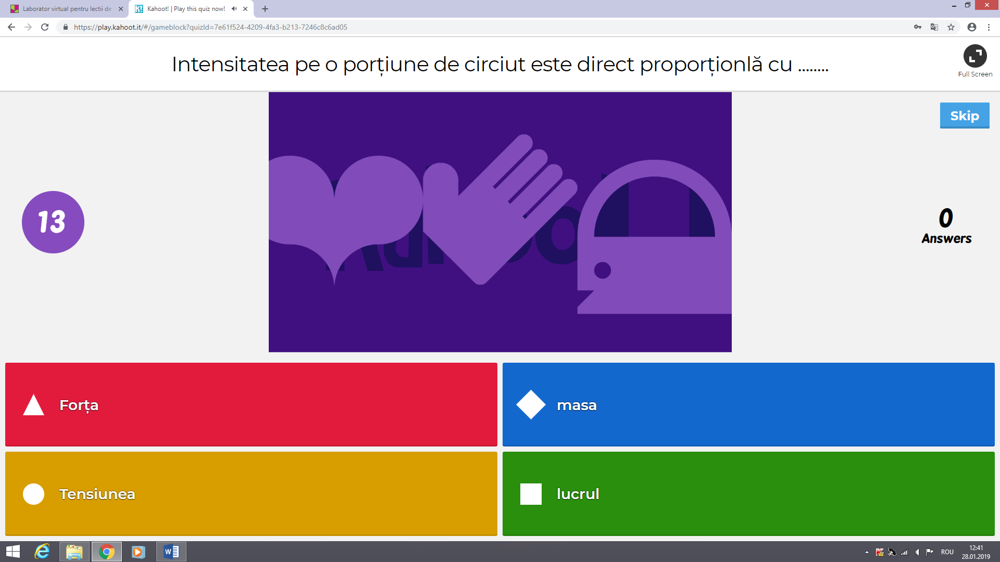 Laborator virtual pentru lectii de
Kahoot! | Play this quiz now!
https://play.kahoot.it/#/gameblock?quizId=7e61f524-4209-4fa3-b213-7246c8c6ad05
Intensitatea pe o porțiune de circiut este direct proporționlă cu ........
Full Screen
Skip
13
0
Answers
Forța
masa
Tensiunea
lucrul
ROU
12:41
28.01.2019